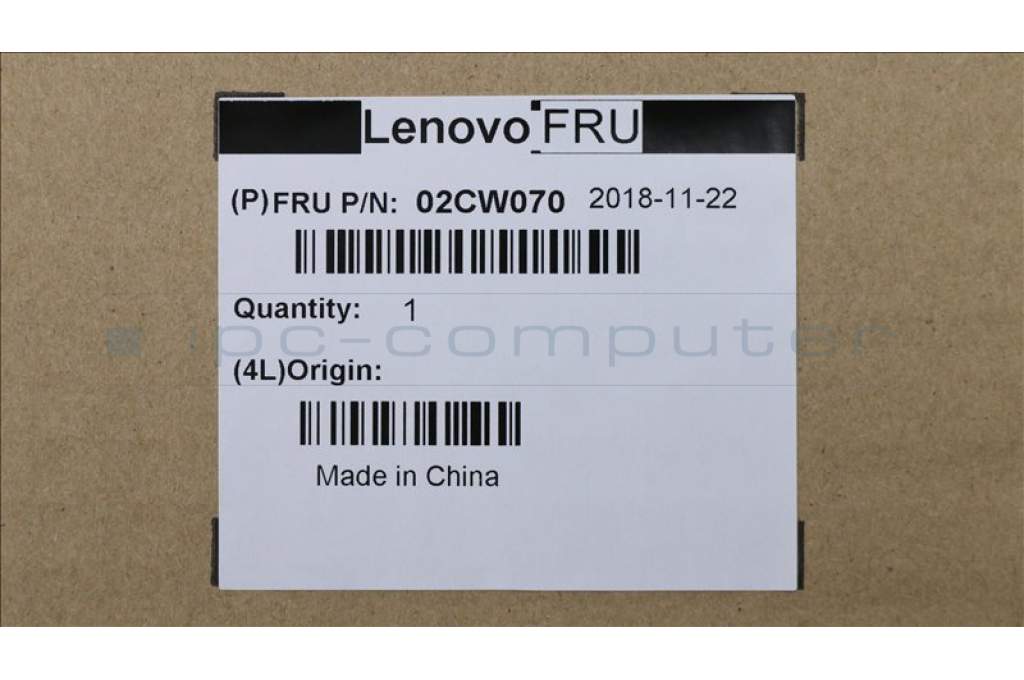 Lenovo FRU
(P)FRU P/N: 02CW070 2018-11-22
Quantity: 1
ipc-computer
(4L)Origin:
Made in China